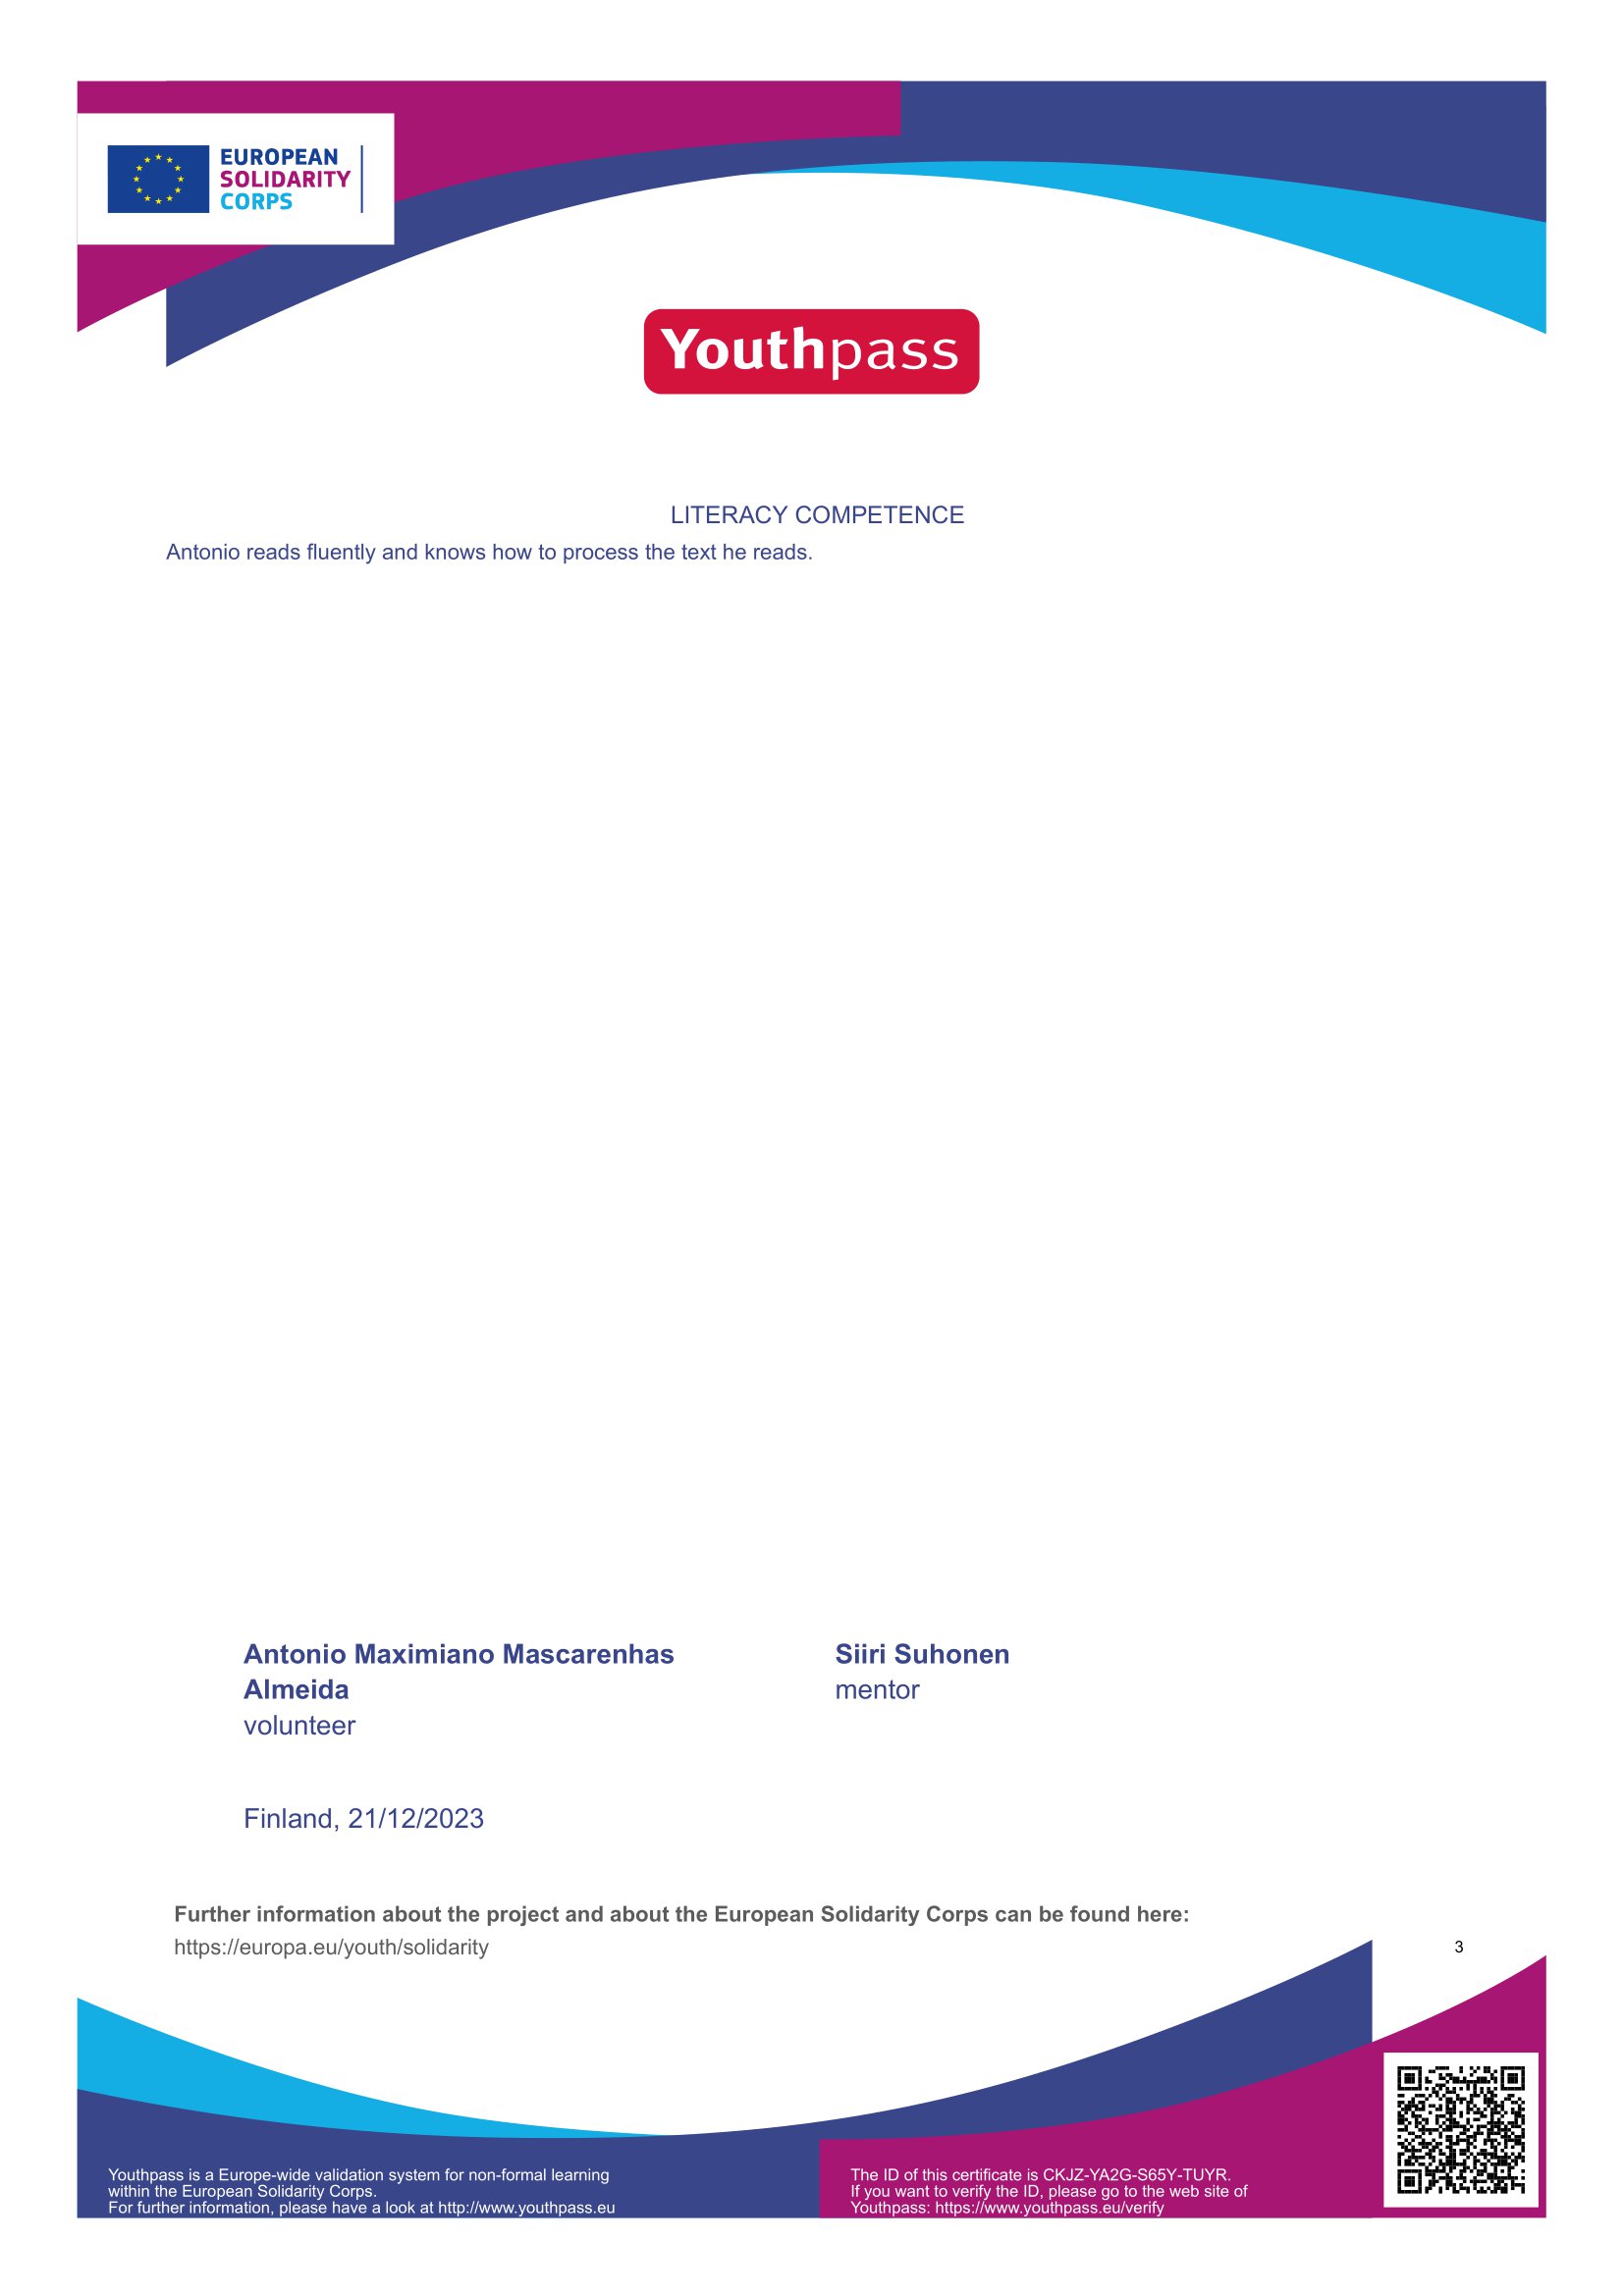 EUROPEAN
SOLIDARITY
CORPS
Youthpass
LITERACY COMPETENCE
Antonio reads fluently and knows how to process the text he reads.
Antonio Maximiano Mascarenhas
Almeida
volunteer
Siiri Suhonen
mentor
Finland, 21/12/2023
Further information about the project and about the European Solidarity Corps can be found here:
https://europa.eu/youth/solidarity
3
Youthpass is a Europe-wide validation system for non-formal learning
within the European Solidarity Corps.
For further information, please have a look at http://www.youthpass.eu
The ID of this certificate is CKJZ-YA2G-S65Y-TUYR.
If you want to verify the ID, please go to the web site of
Youthpass: https://www.youthpass.eu/verify